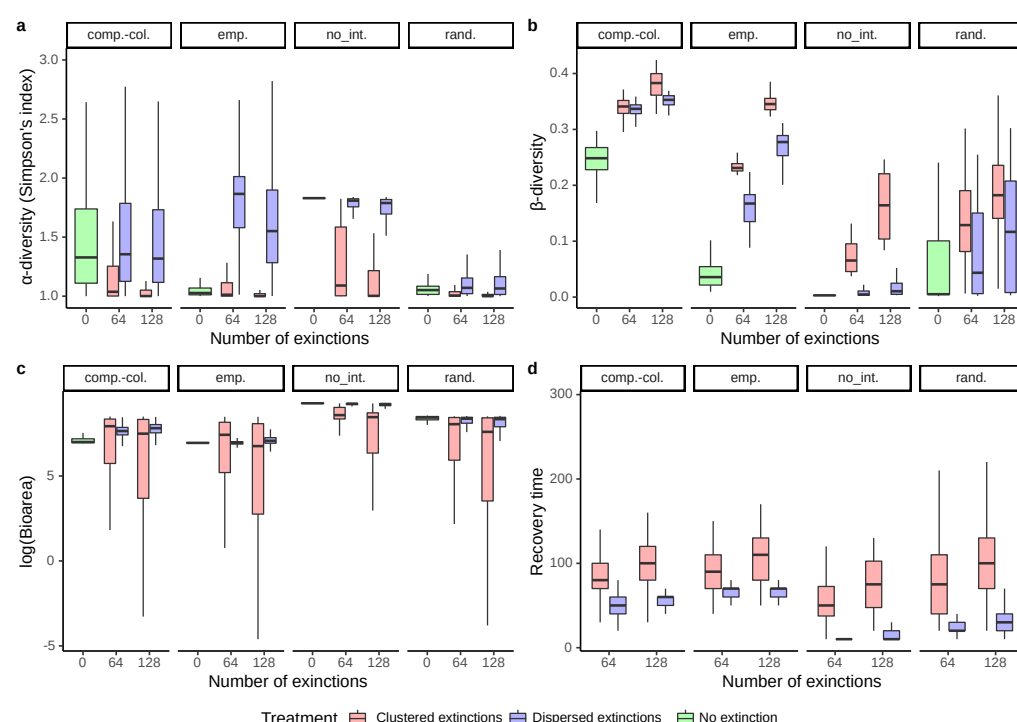 a
comp.-col.
emp.
no_int.
rand.
α-diversity (Simpson's index)
3.0
2.5
2.0
1.5
1.0
0 64 128
0 64 128
0 64 128
0 64 128
Number of exinctions
b
comp.-col.
emp.
no_int.
rand.
β-diversity
0.4
0.3
0.2
0.1
0.0
0 64 128
0 64 128
0 64 128
0 64 128
Number of exinctions
c
comp.-col.
emp.
no_int.
rand.
log(Bioarea)
5
0
-5
0 64 128
0 64 128
0 64 128
0 64 128
Number of exinctions
d
comp.-col.
emp.
no_int.
rand.
Recovery time
300
200
100
0
64 128
64 128
64 128
64 128
Number of exinctions
Treatment Clustered extinctions Dispersed extinctions No extinction